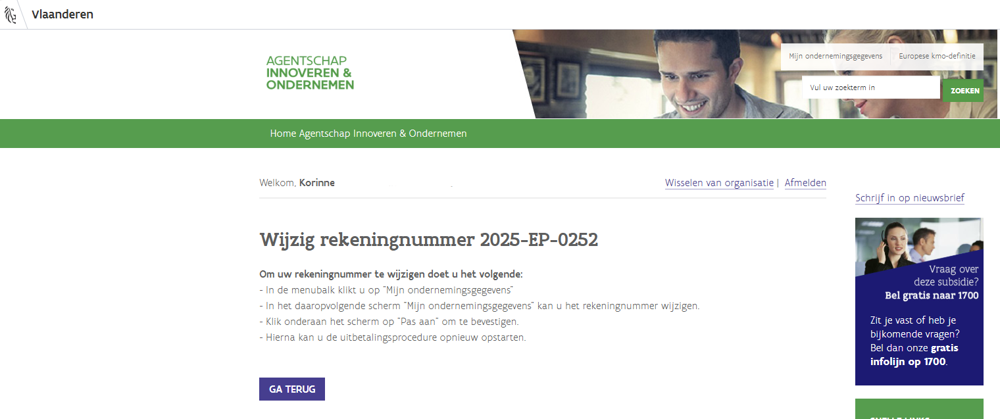 Vlaanderen
AGENTSCHAP
INNOVEREN &
ONDERNEMEN
Mijn ondernemingsgegevens
Europese kmo-definitie
Vul uw zoekterm in
ZOEKEN
Home Agentschap Innoveren & Ondernemen
Welkom, Korinne
Wisselen van organisatie | Afmelden
Schrijf in op nieuwsbrief
Wijzig rekeningnummer 2025-EP-0252
Om uw rekeningnummer te wijzigen doet u het volgende:
- In de menubalk klikt u op "Mijn ondernemingsgegevens"
- In het daaropvolgende scherm "Mijn ondernemingsgegevens" kan u het rekeningnummer wijzigen.
- Klik onderaan het scherm op "Pas aan" om te bevestigen.
- Hierna kan u de uitbetalingsprocedure opnieuw opstarten.
GA TERUG
Vraag over
deze subsidie?
Bel gratis naar 1700
Zit je vast of heb je
bijkomende vragen?
Bel dan onze gratis
infolijn op 1700.